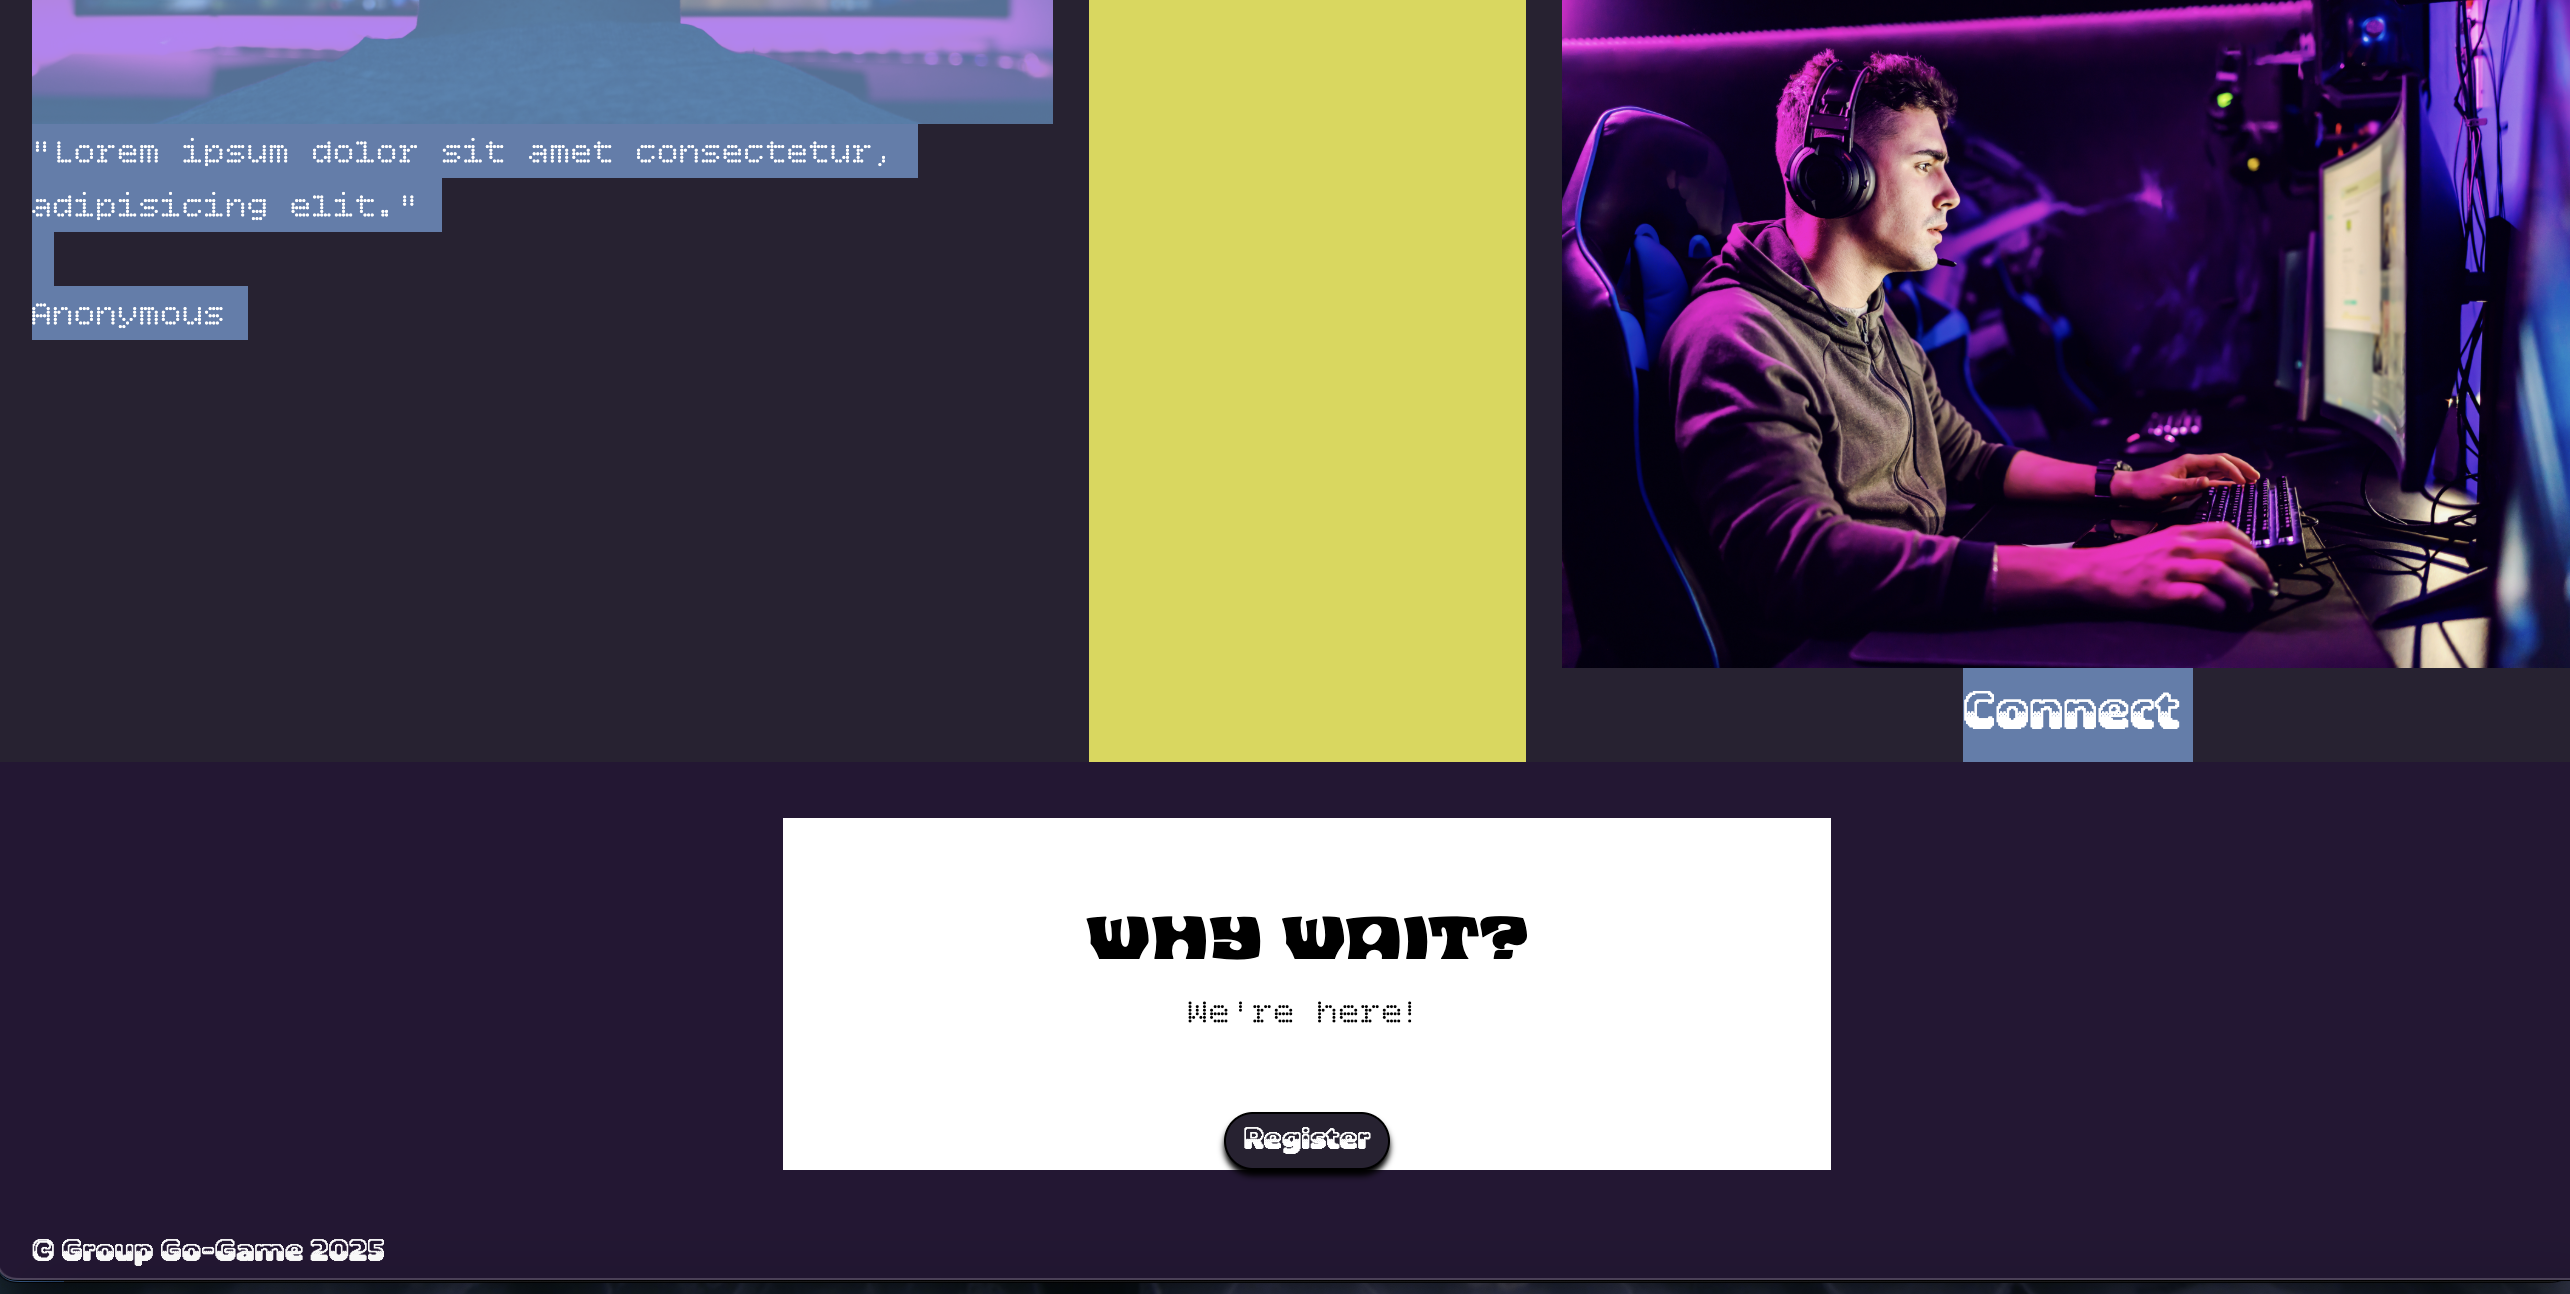 "Lorem ipsum dolor sit amet consectetur,
adipisicing elit."
Anonymous
Connect
WHY WAIT?
We're here!
Register
© Group Go-Game 2025